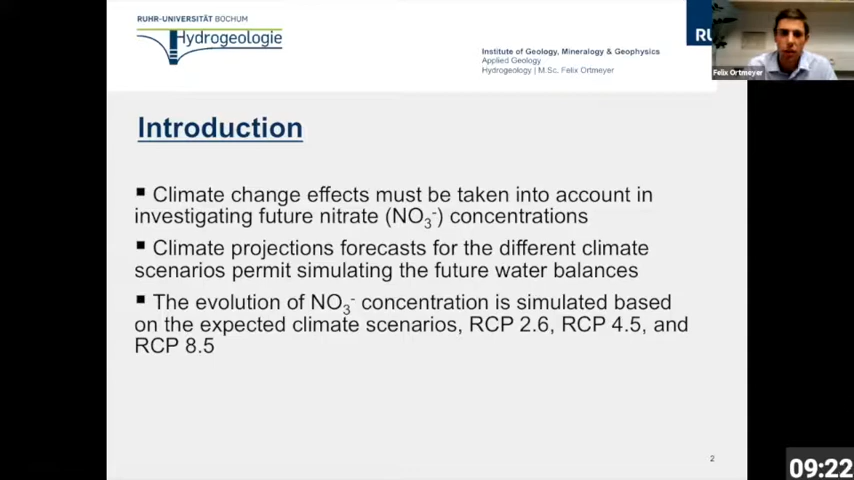 RUHR-UNIVERSITÄT BOCHUM
Hydrogeologie
Institute of Geology, Mineralogy & Geophysics
Applied Geology
Hydrogeology | M.Sc. Felix Ortmeyer
RU
Felix Ortmeyer
Introduction
▪ Climate change effects must be taken into account in
investigating future nitrate (NO₃⁻) concentrations
▪ Climate projections forecasts for the different climate
scenarios permit simulating the future water balances
▪ The evolution of NO₃⁻ concentration is simulated based
on the expected climate scenarios, RCP 2.6, RCP 4.5, and
RCP 8.5
2
09:22